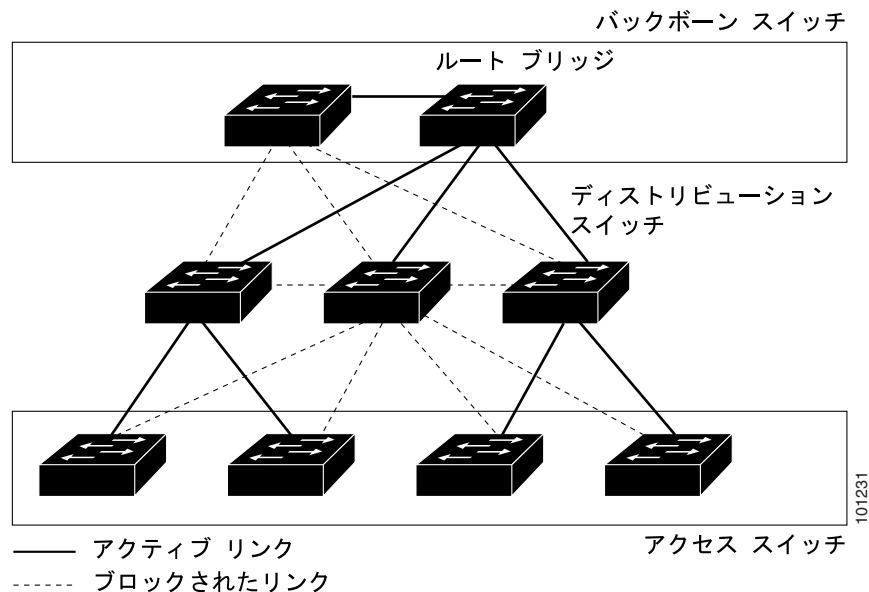 バックボーン スイッチ
ルート ブリッジ
ディストリビューション
スイッチ
101231
アクセス スイッチ
アクティブ リンク
ブロックされたリンク